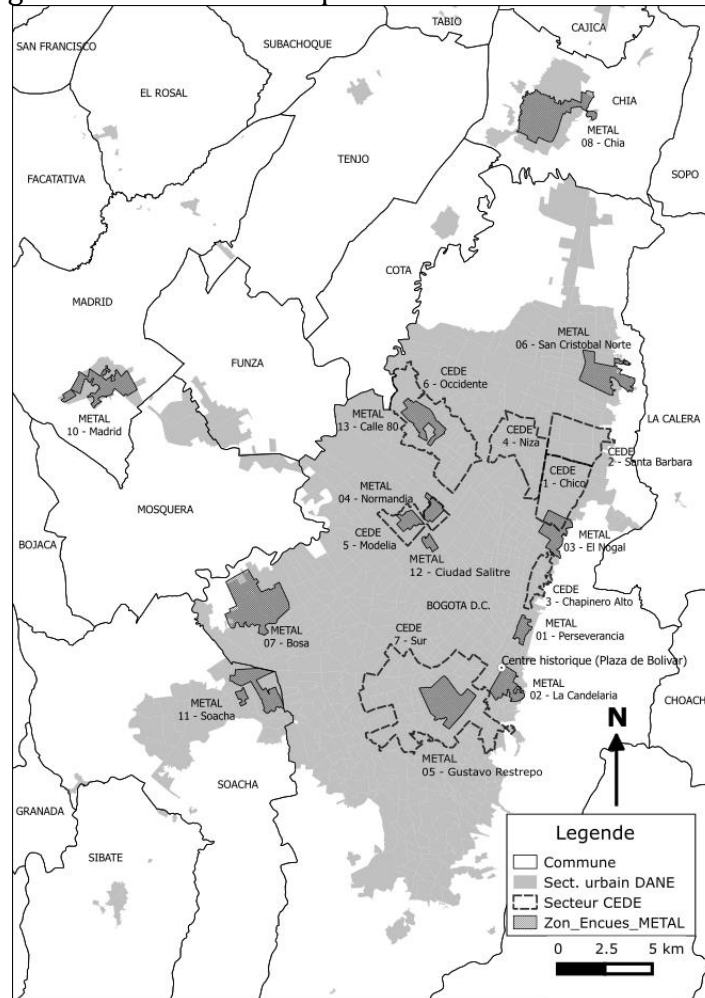 TABIO
CAJICA
SAN FRANCISCO
SUBACHOQUE
EL ROSAL
CHIA
METAL
08 - Chia
TENJO
FACATATIVA
SOPO
COTA
MADRID
METAL
06 - San Cristobal Norte
FUNZA
CEDE
6 - Occidente
METAL
13 - Calle 80
METAL
10 - Madrid
LA CALERA
CEDE
4 - Niza
CEDE
2 - Santa Barbara
CEDE
1 - Chico
METAL
04 - Normandia
MOSQUERA
CEDE
5 - Modelia
METAL
03 - El Nogal
BOJACA
METAL
12 - Ciudad Salitre
CEDE
3 - Chapinero Alto
BOGOTA D.C.
METAL
07 - Bosa
CEDE
7 - Sur
METAL
01 - Perseverancia
Centre historique (Plaza de Bolivar)
METAL
02 - La Candelaria
METAL
11 - Soacha
CHOACH
N
METAL
05 - Gustavo Restrepo
SOACHA
GRANADA
SIBATE
Legende
Commune
Sect. urbain DANE
Secteur CEDE
Zon_Encues_METAL
0 2.5 5 km